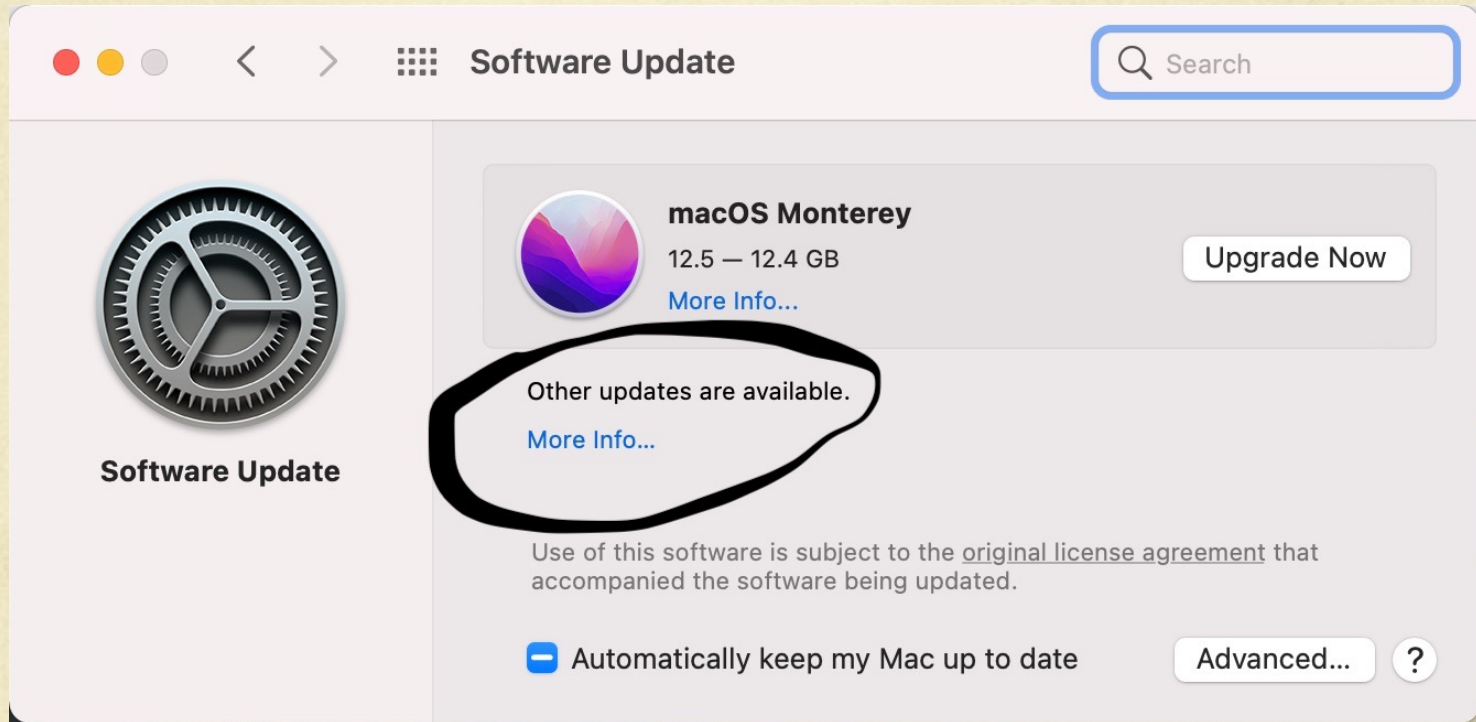 Software Update
Search
macOS Monterey
12.5 — 12.4 GB
More Info...
Upgrade Now
Other updates are available.
More Info...
Software Update
Use of this software is subject to the original license agreement that
accompanied the software being updated.
Automatically keep my Mac up to date
Advanced...
?